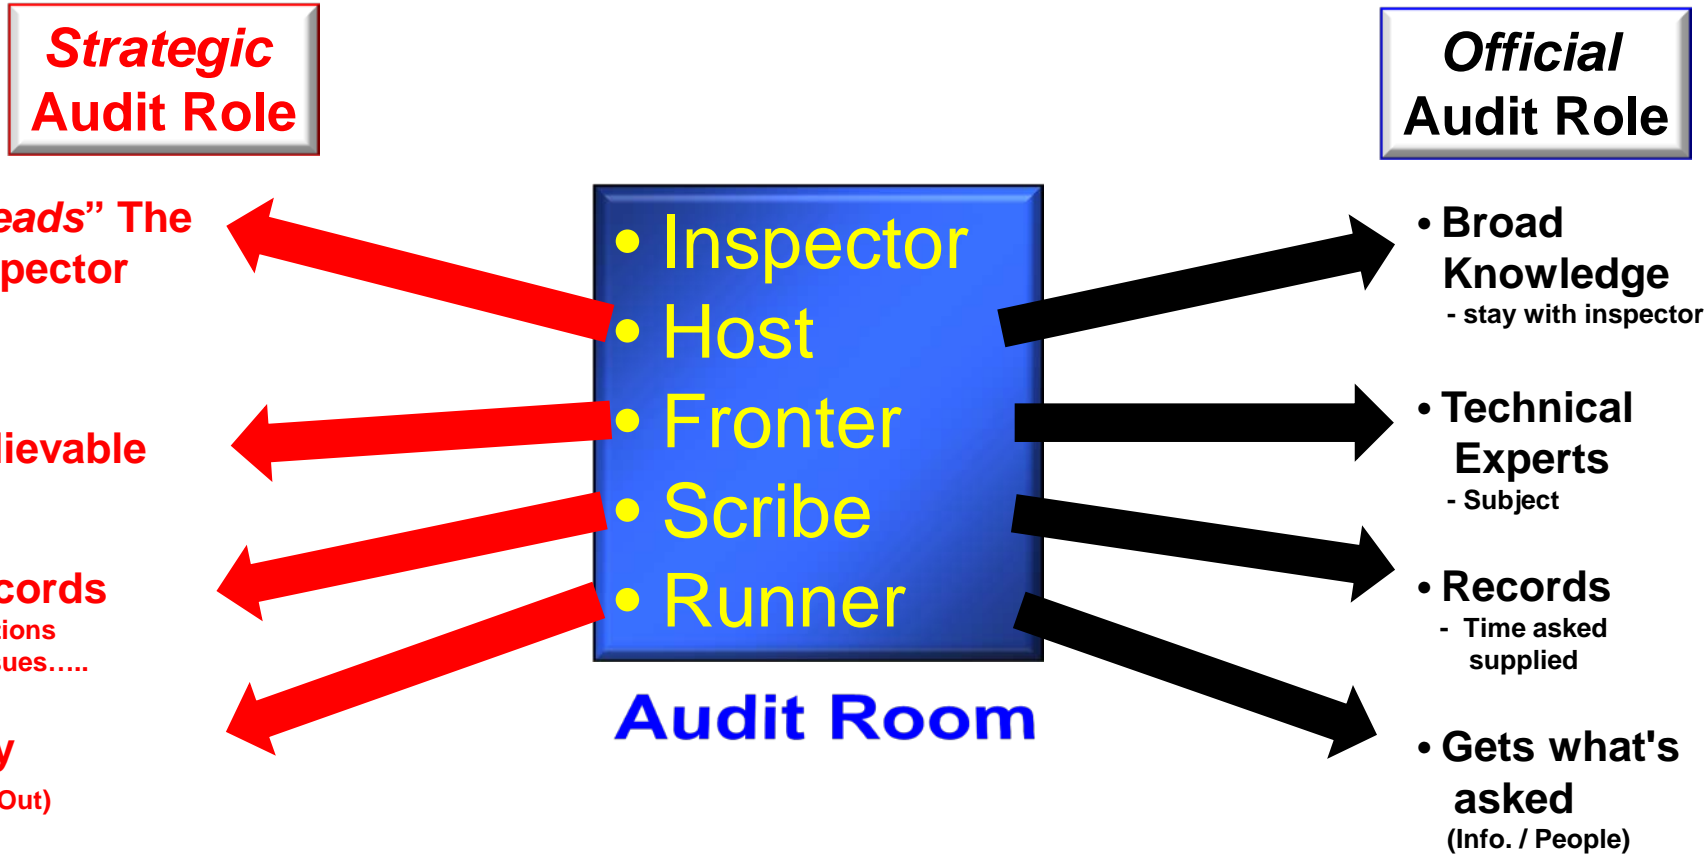 Strategic
Audit Role
eads” The
pector
lievable
cords
tions
sues…..
y
Out)
• Inspector
• Host
• Fronter
• Scribe
• Runner
Audit Room
Official
Audit Role
• Broad
Knowledge
- stay with inspector
• Technical
Experts
- Subject
• Records
- Time asked
supplied
• Gets what's
asked
(Info. / People)